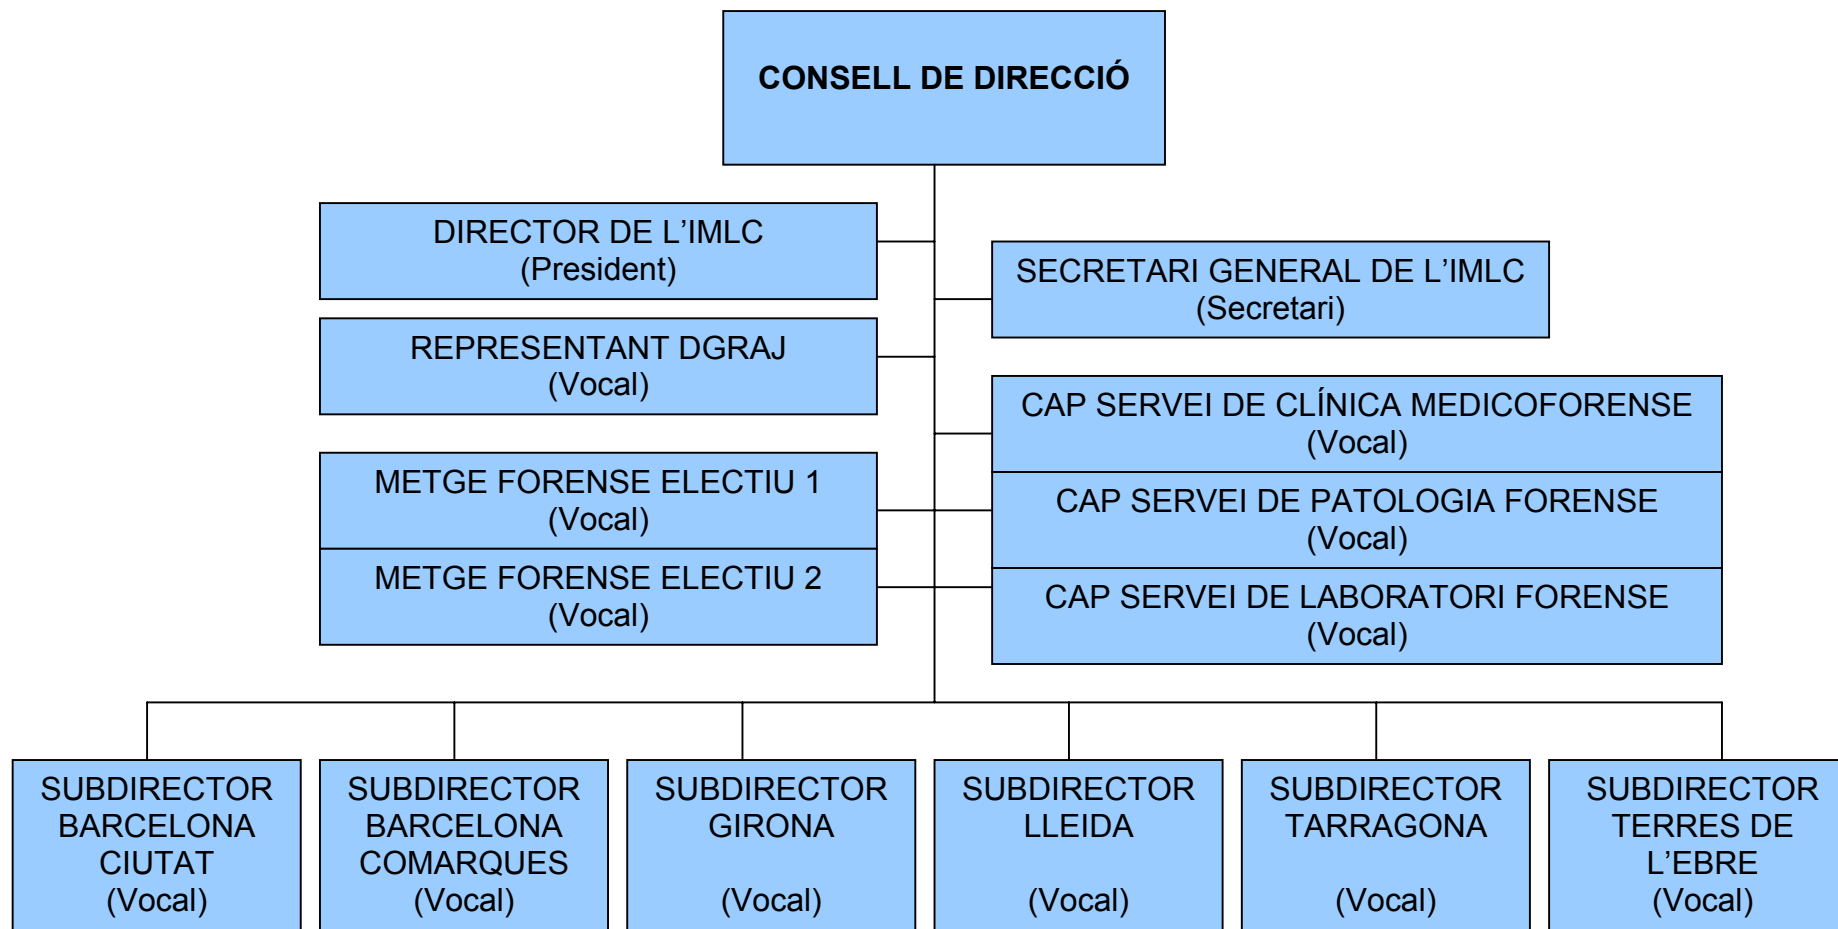 CONSELL DE DIRECCIÓ
DIRECTOR DE L’IMLC
(President)
SECRETARI GENERAL DE L’IMLC
(Secretari)
REPRESENTANT DGRAJ
(Vocal)
CAP SERVEI DE CLÍNICA MEDICOFORENSE
(Vocal)
METGE FORENSE ELECTIU 1
(Vocal)
CAP SERVEI DE PATOLOGIA FORENSE
(Vocal)
METGE FORENSE ELECTIU 2
(Vocal)
CAP SERVEI DE LABORATORI FORENSE
(Vocal)
SUBDIRECTOR
BARCELONA
CIUTAT
(Vocal)
SUBDIRECTOR
BARCELONA
COMARQUES
(Vocal)
SUBDIRECTOR
GIRONA
(Vocal)
SUBDIRECTOR
LLEIDA
(Vocal)
SUBDIRECTOR
TARRAGONA
(Vocal)
SUBDIRECTOR
TERRES DE
L’EBRE
(Vocal)